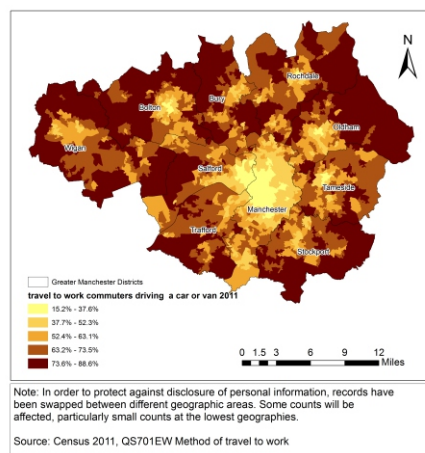 N
Rochdale
Bolton
Bury
Oldham
Wigan
Salford
Tameside
Manchester
Trafford
Stockport
Greater Manchester Districts
travel to work commuters driving a car or van 2011
15.2% - 37.6%
37.7% - 52.3%
52.4% - 63.1%
63.2% - 73.5%
73.6% - 88.6%
0 1.5 3 6 9 12
Miles
Note: In order to protect against disclosure of personal information, records have
been swapped between different geographic areas. Some counts will be
affected, particularly small counts at the lowest geographies.
Source: Census 2011, QS701EW Method of travel to work